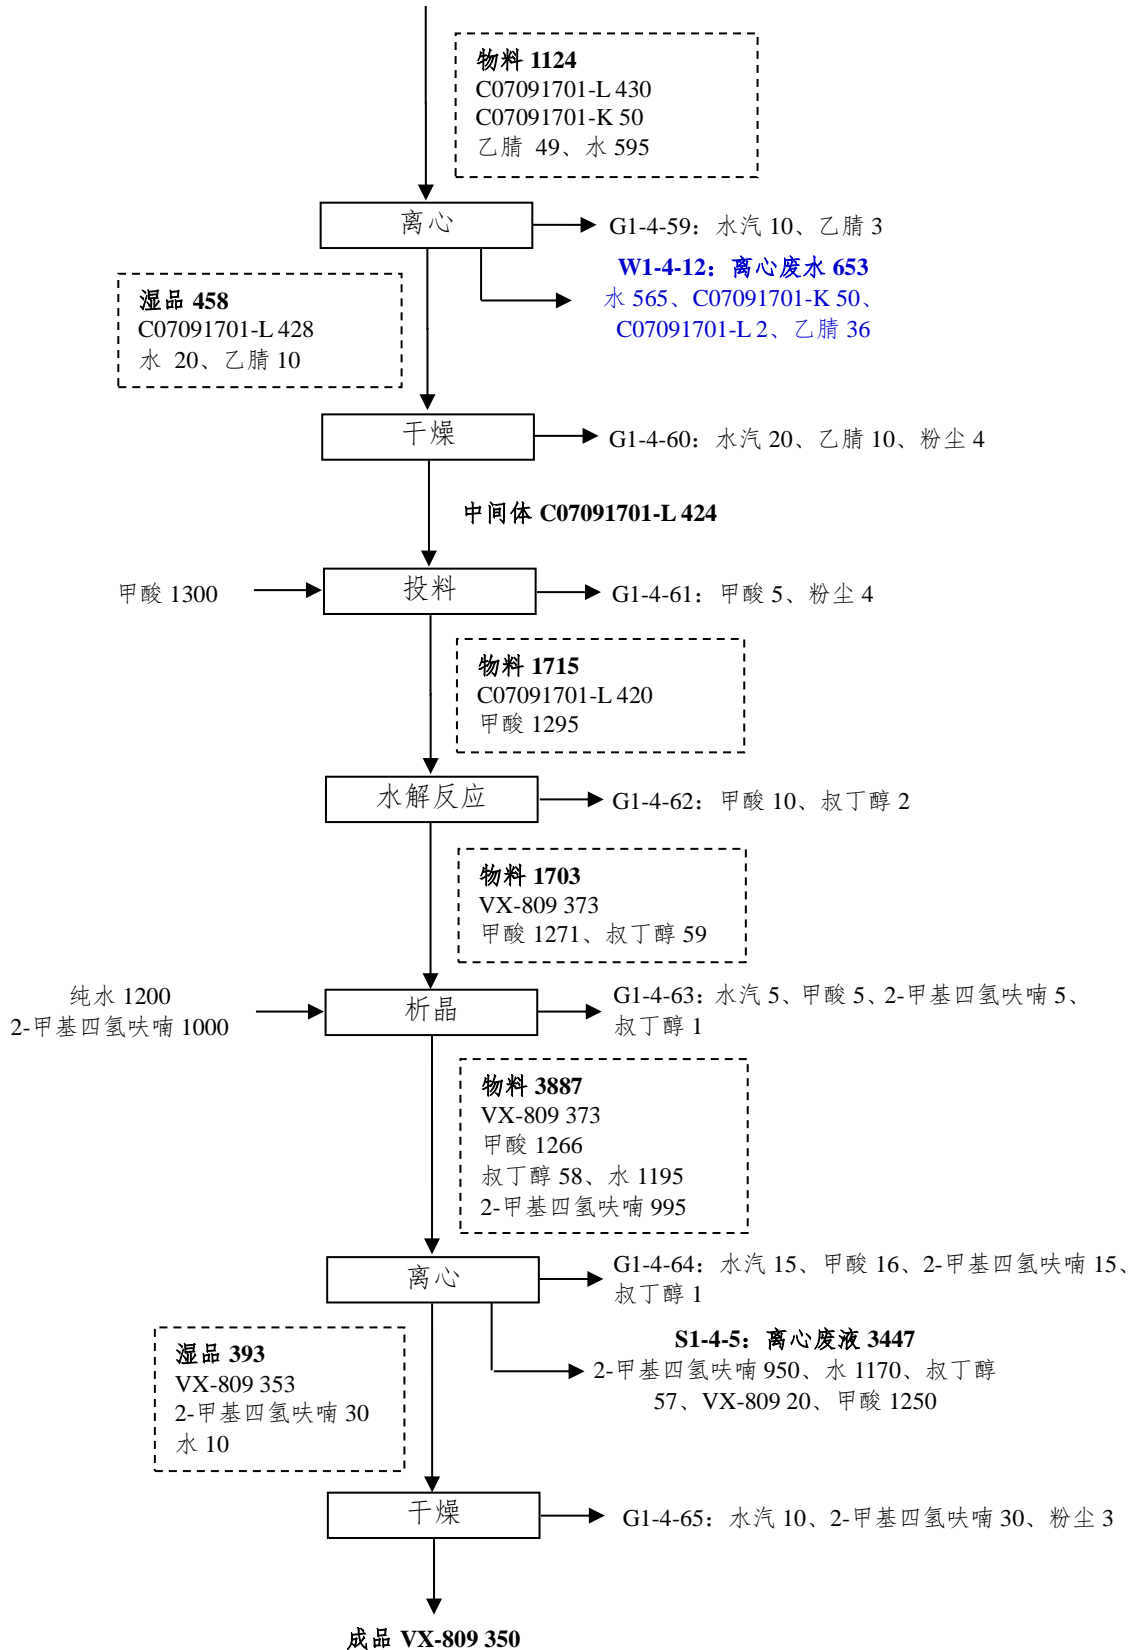 物料 1124
C07091701-L 430
C07091701-K 50
乙腈 49、水 595
离心
G1-4-59：水汽 10、乙腈 3
W1-4-12：离心废水 653
水 565、C07091701-K 50、
C07091701-L 2、乙腈 36
湿品 458
C07091701-L 428
水 20、乙腈 10
干燥
G1-4-60：水汽 20、乙腈 10、粉尘 4
中间体 C07091701-L 424
甲酸 1300
投料
G1-4-61：甲酸 5、粉尘 4
物料 1715
C07091701-L 420
甲酸 1295
水解反应
G1-4-62：甲酸 10、叔丁醇 2
物料 1703
VX-809 373
甲酸 1271、叔丁醇 59
纯水 1200
2-甲基四氢呋喃 1000
析晶
G1-4-63：水汽 5、甲酸 5、2-甲基四氢呋喃 5、
叔丁醇 1
物料 3887
VX-809 373
甲酸 1266
叔丁醇 58、水 1195
2-甲基四氢呋喃 995
离心
G1-4-64：水汽 15、甲酸 16、2-甲基四氢呋喃 15、
叔丁醇 1
S1-4-5：离心废液 3447
2-甲基四氢呋喃 950、水 1170、叔丁醇
57、VX-809 20、甲酸 1250
湿品 393
VX-809 353
2-甲基四氢呋喃 30
水 10
干燥
G1-4-65：水汽 10、2-甲基四氢呋喃 30、粉尘 3
成品 VX-809 350